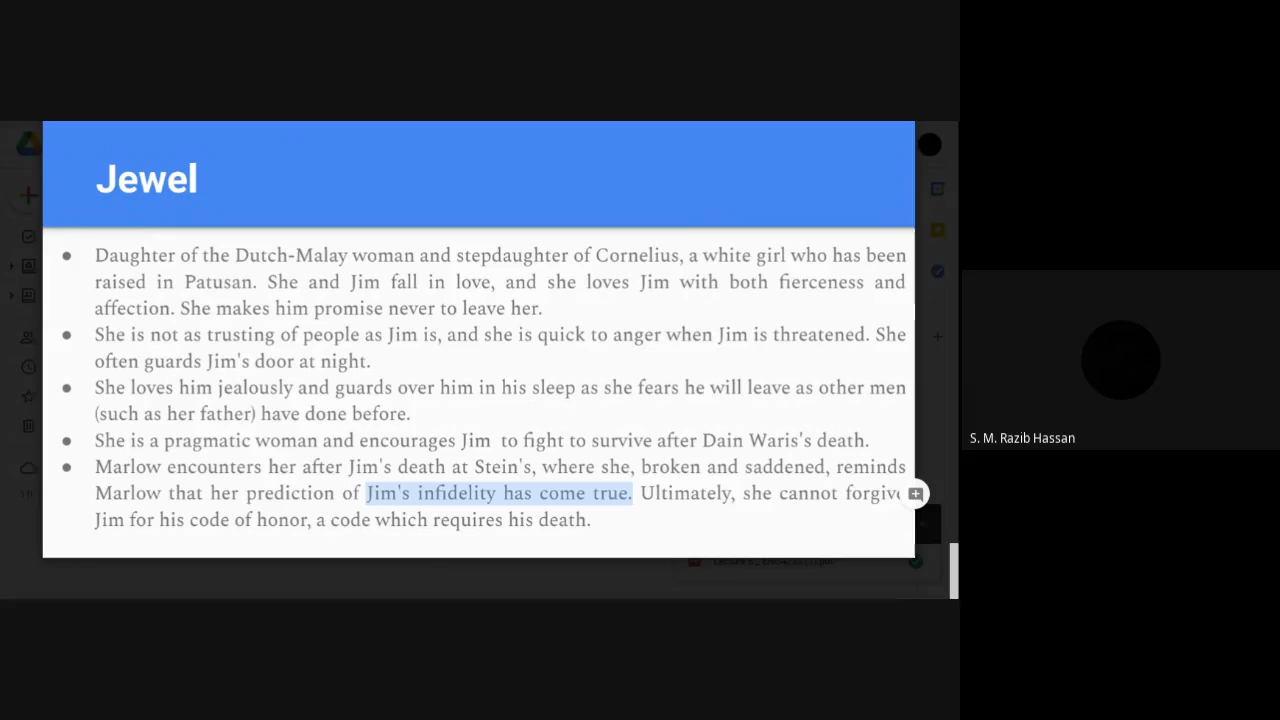 Jewel
● Daughter of the Dutch-Malay woman and stepdaughter of Cornelius, a white girl who has been
raised in Patusan. She and Jim fall in love, and she loves Jim with both fierceness and
affection. She makes him promise never to leave her.
● She is not as trusting of people as Jim is, and she is quick to anger when Jim is threatened. She
often guards Jim's door at night.
● She loves him jealously and guards over him in his sleep as she fears he will leave as other men
(such as her father) have done before.
● She is a pragmatic woman and encourages Jim to fight to survive after Dain Waris's death.
● Marlow encounters her after Jim's death at Stein's, where she, broken and saddened, reminds
Marlow that her prediction of Jim's infidelity has come true. Ultimately, she cannot forgive
Jim for his code of honor, a code which requires his death.
S. M. Razib Hassan